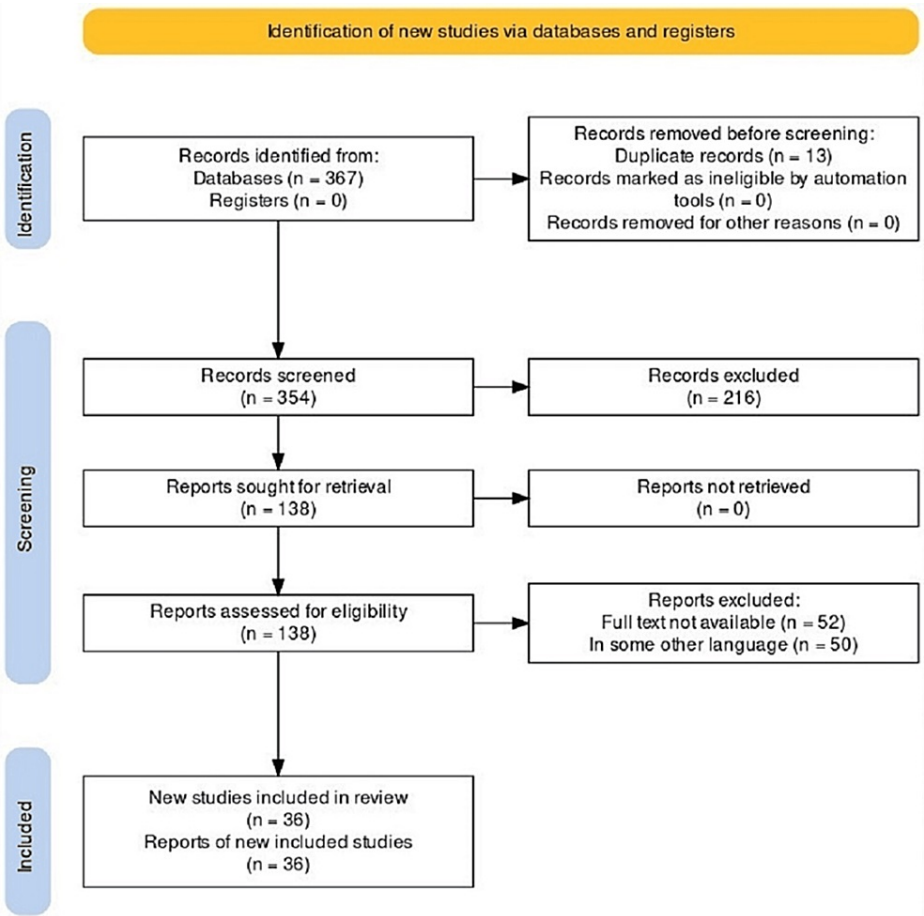 Identification of new studies via databases and registers
Identification
Records identified from:
Databases (n = 367)
Registers (n = 0)
Records removed before screening:
Duplicate records (n = 13)
Records marked as ineligible by automation
tools (n = 0)
Records removed for other reasons (n = 0)
Screening
Records screened
(n = 354)
Records excluded
(n = 216)
Reports sought for retrieval
(n = 138)
Reports not retrieved
(n = 0)
Reports assessed for eligibility
(n = 138)
Reports excluded:
Full text not available (n = 52)
In some other language (n = 50)
Included
New studies included in review
(n = 36)
Reports of new included studies
(n = 36)